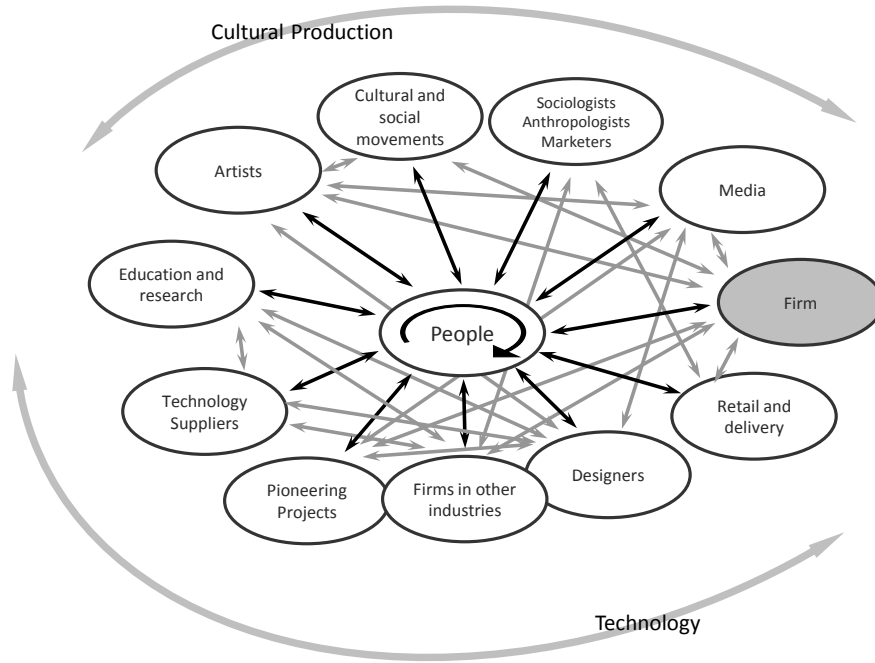 Cultural Production
Cultural and
social
movements
Sociologists
Anthropologists
Marketers
Artists
Media
Education and
research
People
Firm
Technology
Suppliers
Retail and
delivery
Pioneering
Projects
Firms in other
industries
Designers
Technology